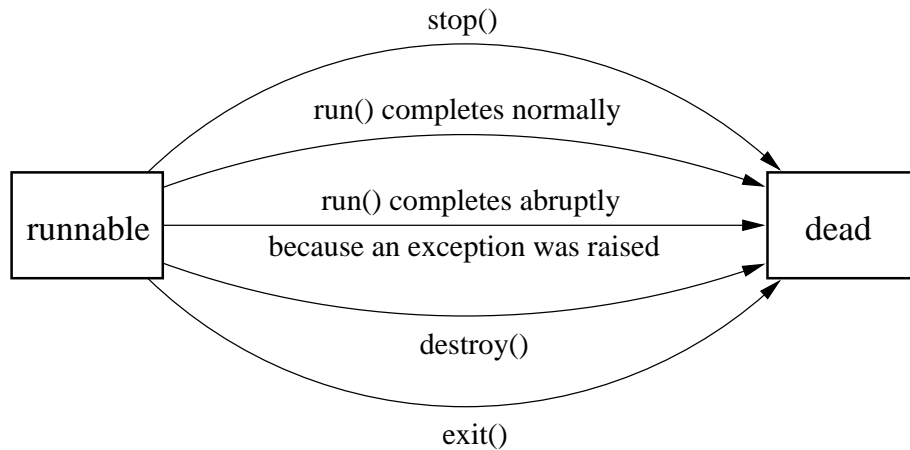 stop()
run() completes normally
run() completes abruptly
runnable
dead
because an exception was raised
destroy()
exit()